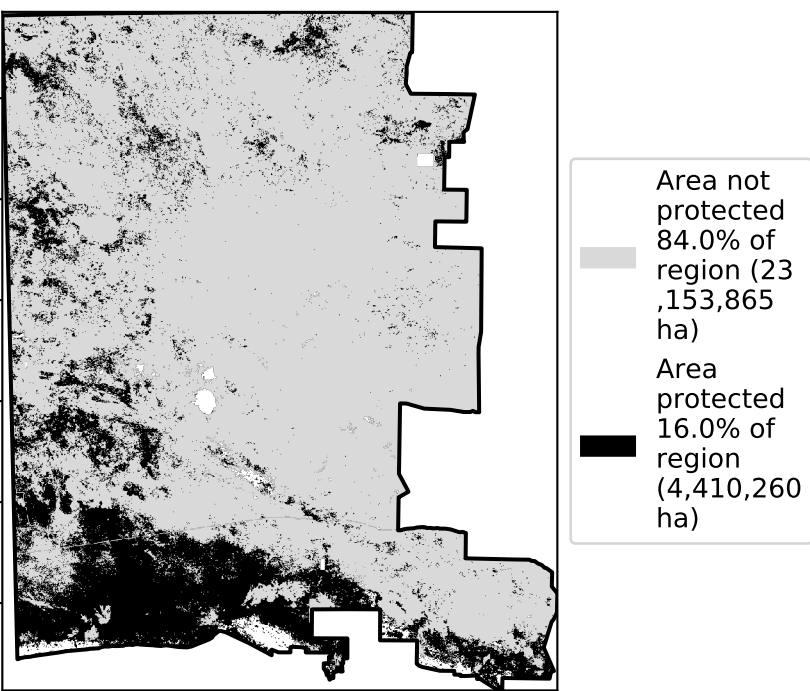 Area not
protected
84.0% of
region (23
,153,865
ha)
Area
protected
16.0% of
region
(4,410,260
ha)